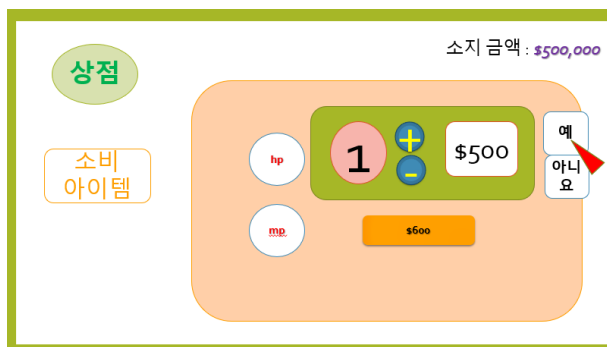 소지 금액 : $500,000
상점
소비
아이템
hp
1
+
-
$500
예
아니
요
mp
$600